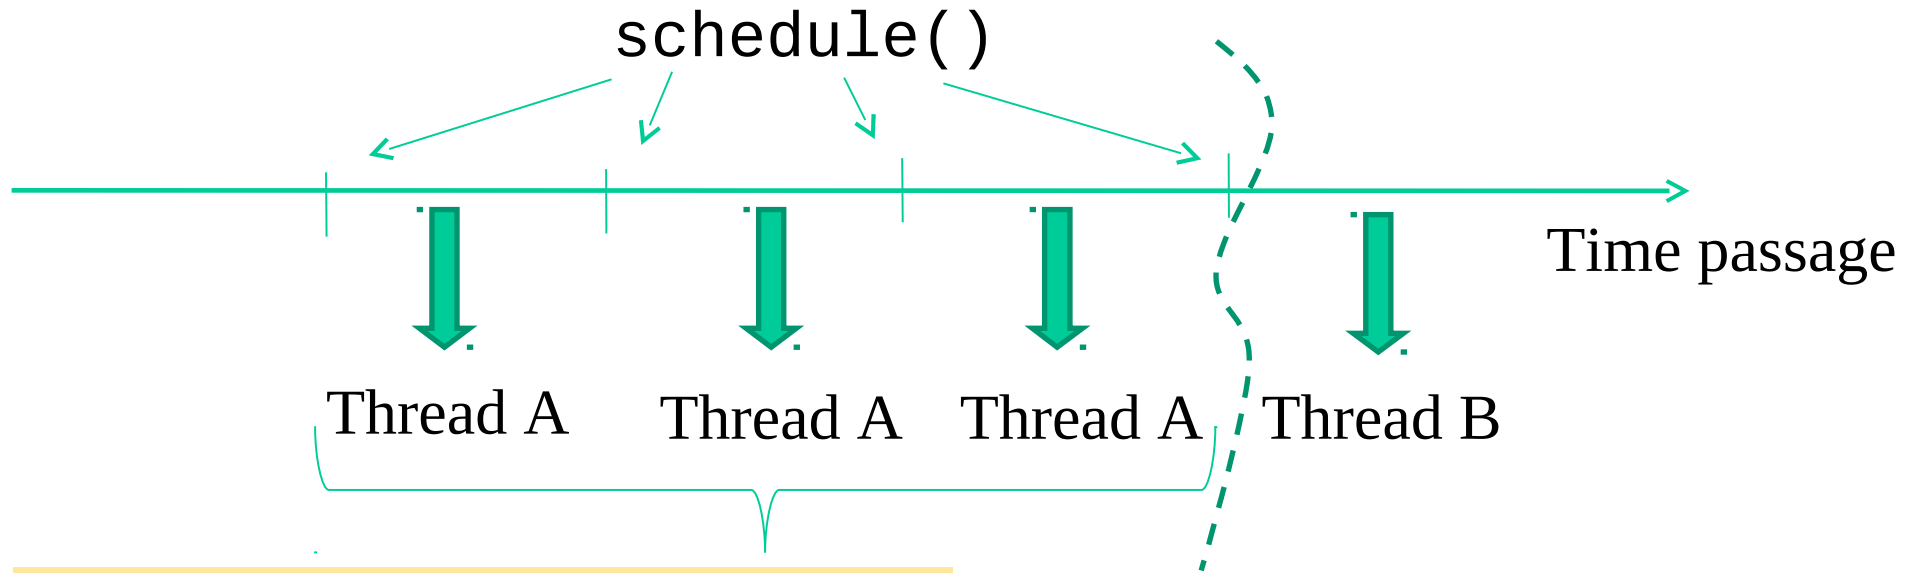 schedule()
Time passage
Thread A
Thread A
Thread A
Thread B